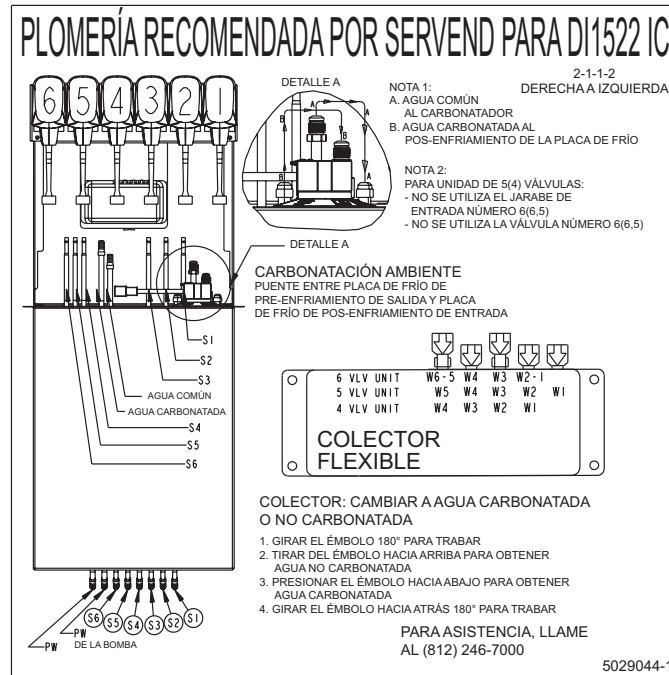 PLOMERÍA RECOMENDADA POR SERVEND PARA DI1522 IC
2-1-1-2
DERECHA A IZQUIERDA
6 5 4 3 2 1
DETALLE A
A
A
B
B
A
B
NOTA 1:
A. AGUA COMÚN
AL CARBONATADOR
B. AGUA CARBONATADA AL
POS-ENFRIAMIENTO DE LA PLACA DE FRÍO
NOTA 2:
PARA UNIDAD DE 5(4) VÁLVULAS:
- NO SE UTILIZA EL JARABE DE
ENTRADA NÚMERO 6(6,5)
- NO SE UTILIZA LA VÁLVULA NÚMERO 6(6,5)
DETALLE A
CARBONATACIÓN AMBIENTE
PUENTE ENTRE PLACA DE FRÍO DE
PRE-ENFRIAMIENTO DE SALIDA Y PLACA
DE FRÍO DE POS-ENFRIAMIENTO DE ENTRADA
S1
S2
S3
AGUA COMÚN
AGUA CARBONATADA
S4
S5
S6
6 VLV UNIT W6-5 W4 W3 W2-1
5 VLV UNIT W5 W4 W3 W2 W1
4 VLV UNIT W4 W3 W2 W1
COLECTOR
FLEXIBLE
COLECTOR: CAMBIAR A AGUA CARBONATADA
O NO CARBONATADA
1. GIRAR EL ÉMBOLO 180° PARA TRABAR
2. TIRAR DEL ÉMBOLO HACIA ARRIBA PARA OBTENER
AGUA NO CARBONATADA
3. PRESIONAR EL ÉMBOLO HACIA ABAJO PARA OBTENER
AGUA CARBONATADA
4. GIRAR EL ÉMBOLO HACIA ATRÁS 180° PARA TRABAR
S6 S5 S4 S3 S2 S1
PW
PW
DE LA BOMBA
PARA ASISTENCIA, LLAME
AL (812) 246-7000
5029044-1